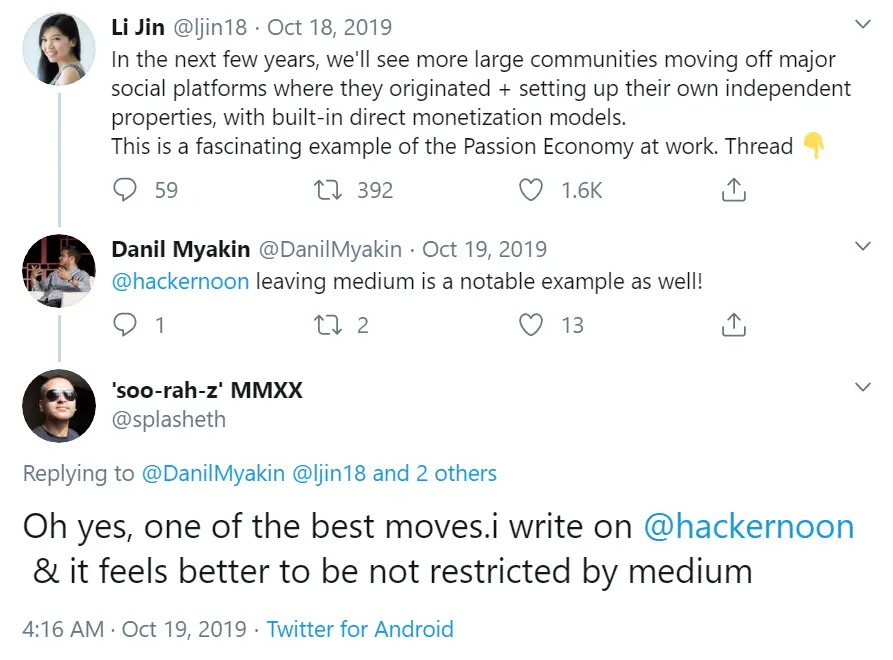 Li Jin @ljin18 · Oct 18, 2019
In the next few years, we'll see more large communities moving off major
social platforms where they originated + setting up their own independent
properties, with built-in direct monetization models.
This is a fascinating example of the Passion Economy at work. Thread 👇
59 392 1.6K
Danil Myakin @DanilMyakin · Oct 19, 2019
@hackernoon leaving medium is a notable example as well!
1 2 13
'soo-rah-z' MMXX
@splasheth
Replying to @DanilMyakin @ljin18 and 2 others
Oh yes, one of the best moves.i write on @hackernoon
& it feels better to be not restricted by medium
4:16 AM · Oct 19, 2019 · Twitter for Android